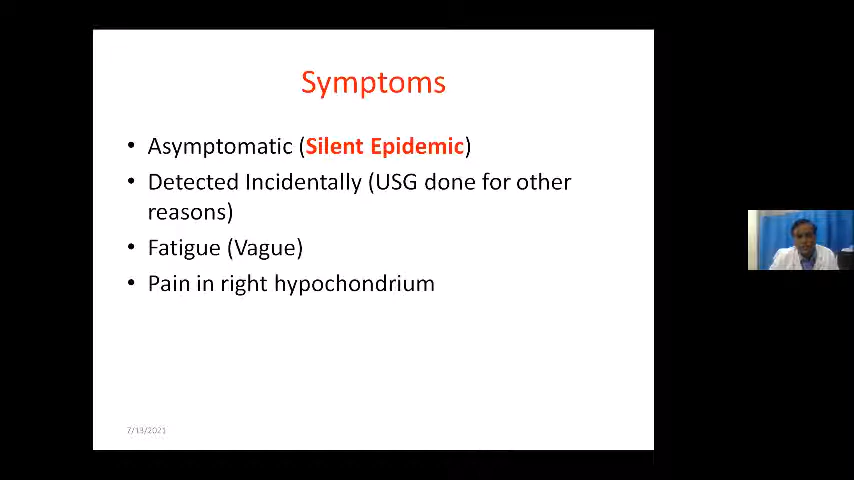 Symptoms
• Asymptomatic (Silent Epidemic)
• Detected Incidentally (USG done for other
reasons)
• Fatigue (Vague)
• Pain in right hypochondrium
7/13/2021